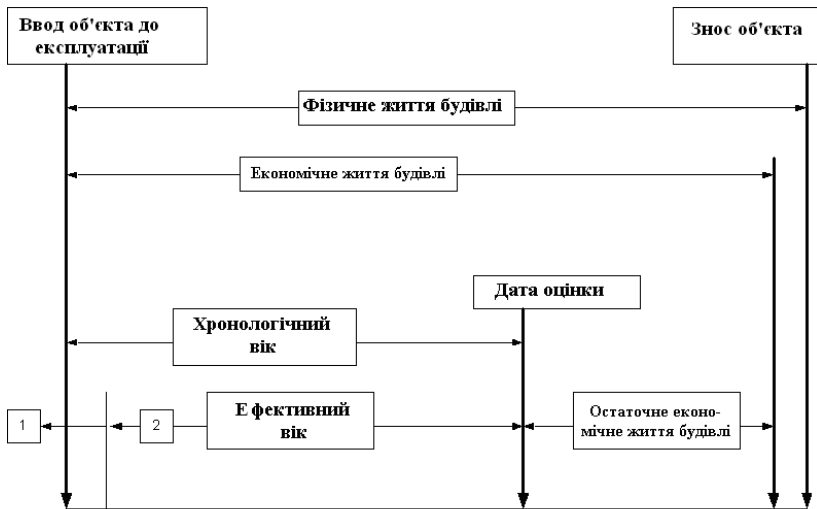 Ввод об'єкта до
експлуатації
Знос об'єкта
Фізичне життя будівлі
Економічне життя будівлі
Дата оцінки
Хронологічний
вік
1
2
Ефективний
вік
Остаточне еконо-
мічне життя будівлі